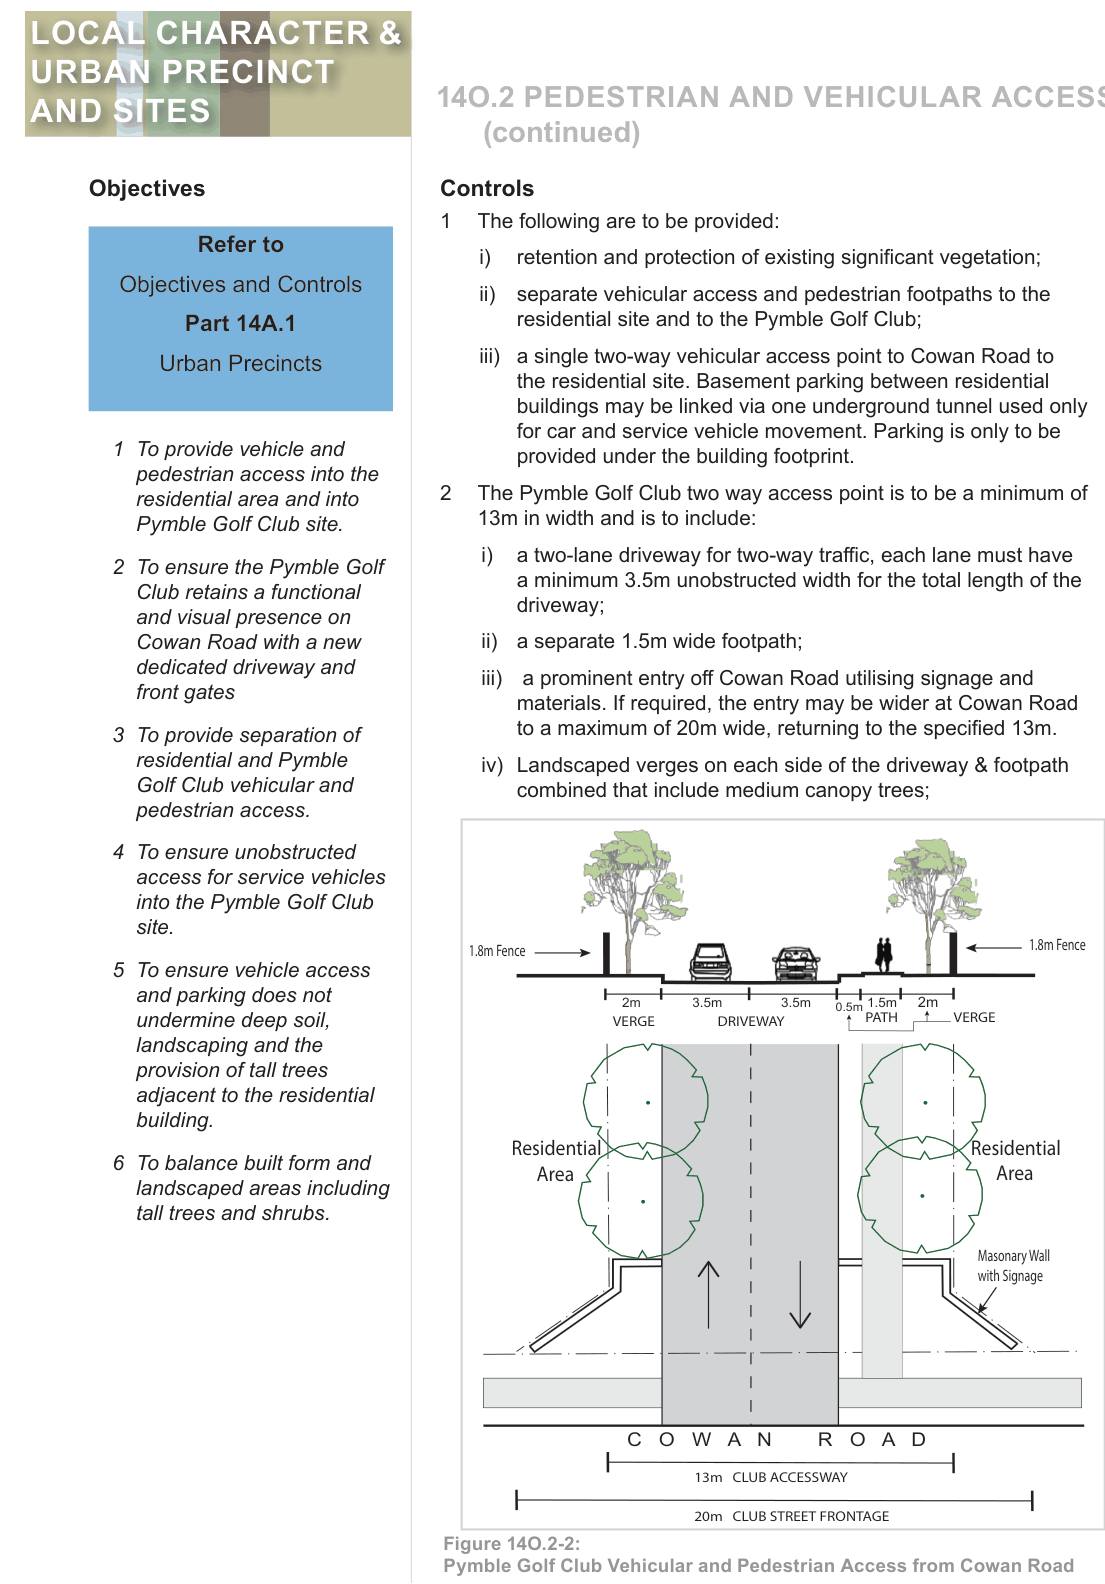 LOCAL CHARACTER &
URBAN PRECINCT
AND SITES
14O.2 PEDESTRIAN AND VEHICULAR ACCESS
(continued)
Objectives
Refer to
Objectives and Controls
Part 14A.1
Urban Precincts
1 To provide vehicle and
pedestrian access into the
residential area and into
Pymble Golf Club site.
2 To ensure the Pymble Golf
Club retains a functional
and visual presence on
Cowan Road with a new
dedicated driveway and
front gates
3 To provide separation of
residential and Pymble
Golf Club vehicular and
pedestrian access.
4 To ensure unobstructed
access for service vehicles
into the Pymble Golf Club
site.
5 To ensure vehicle access
and parking does not
undermine deep soil,
landscaping and the
provision of tall trees
adjacent to the residential
building.
6 To balance built form and
landscaped areas including
tall trees and shrubs.
Controls
1 The following are to be provided:
i) retention and protection of existing significant vegetation;
ii) separate vehicular access and pedestrian footpaths to the
residential site and to the Pymble Golf Club;
iii) a single two-way vehicular access point to Cowan Road to
the residential site. Basement parking between residential
buildings may be linked via one underground tunnel used only
for car and service vehicle movement. Parking is only to be
provided under the building footprint.
2 The Pymble Golf Club two way access point is to be a minimum of
13m in width and is to include:
i) a two-lane driveway for two-way traffic, each lane must have
a minimum 3.5m unobstructed width for the total length of the
driveway;
ii) a separate 1.5m wide footpath;
iii) a prominent entry off Cowan Road utilising signage and
materials. If required, the entry may be wider at Cowan Road
to a maximum of 20m wide, returning to the specified 13m.
iv) Landscaped verges on each side of the driveway & footpath
combined that include medium canopy trees;
1.8m Fence
1.8m Fence
2m 3.5m 3.5m 0.5m 1.5m 2m
VERGE DRIVEWAY PATH VERGE
Residential
Area
Residential
Area
Masonary Wall
with Signage
COWAN ROAD
13m CLUB ACCESSWAY
20m CLUB STREET FRONTAGE
Figure 14O.2-2:
Pymble Golf Club Vehicular and Pedestrian Access from Cowan Road